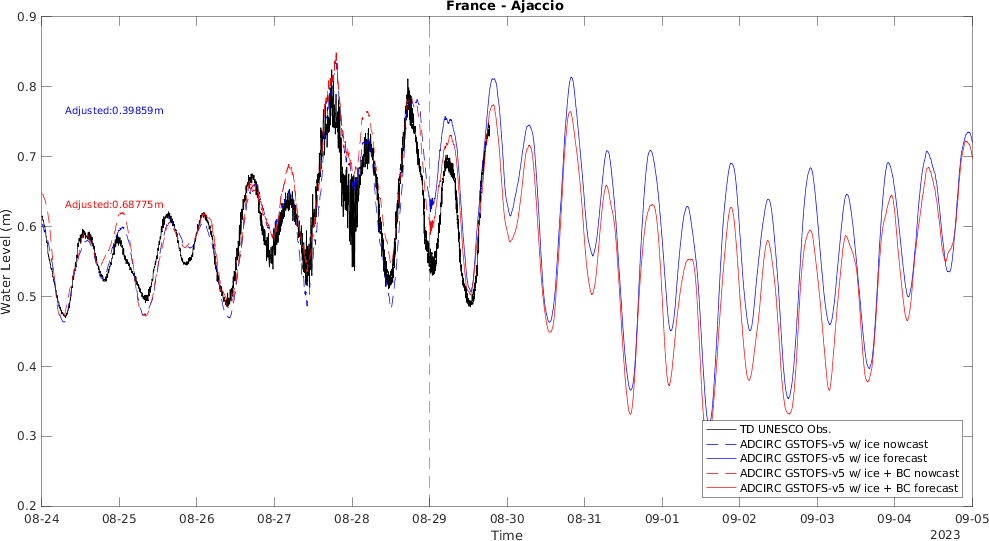 France - Ajaccio
0.9
0.8
0.7
0.6
0.5
0.4
0.3
0.2
Water Level (m)
Adjusted:0.39859m
Adjusted:0.68775m
TD UNESCO Obs.
ADCIRC GSTOFS-v5 w/ ice nowcast
ADCIRC GSTOFS-v5 w/ ice forecast
ADCIRC GSTOFS-v5 w/ ice + BC nowcast
ADCIRC GSTOFS-v5 w/ ice + BC forecast
08-24 08-25 08-26 08-27 08-28 08-29 08-30 08-31 09-01 09-02 09-03 09-04 09-05
Time
2023